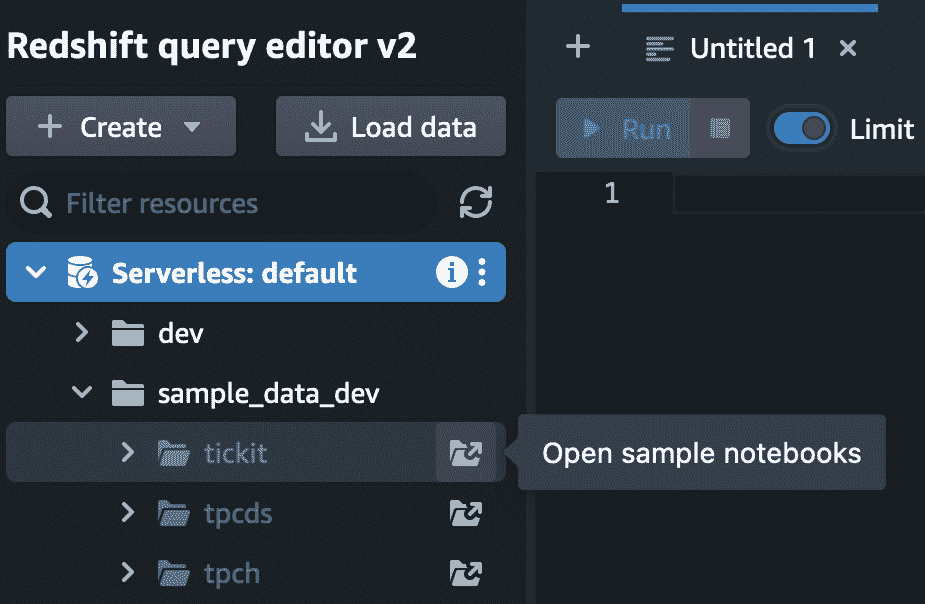 Redshift query editor v2
Untitled 1
Create
Load data
Run
Limit
Filter resources
1
Serverless: default
dev
sample_data_dev
tickit
Open sample notebooks
tpcds
tpch